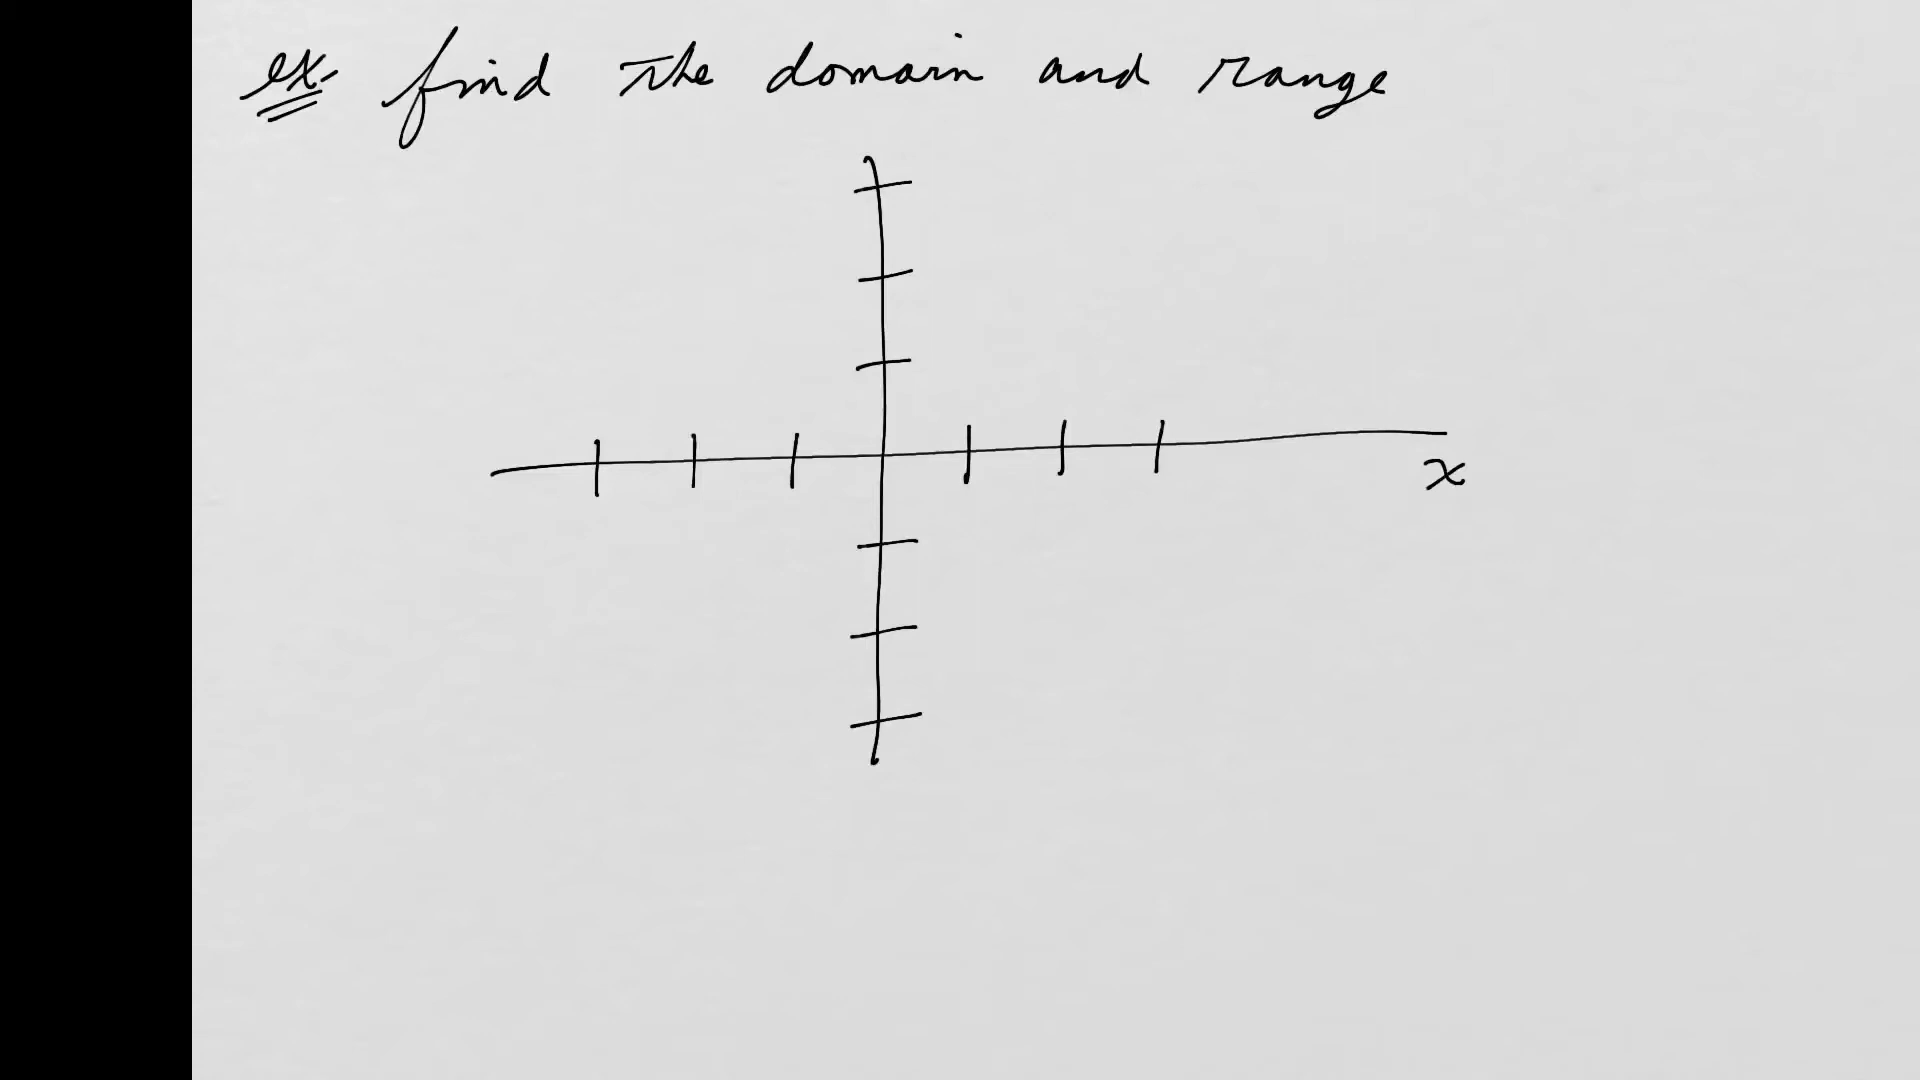 ex. find the domain and range
x